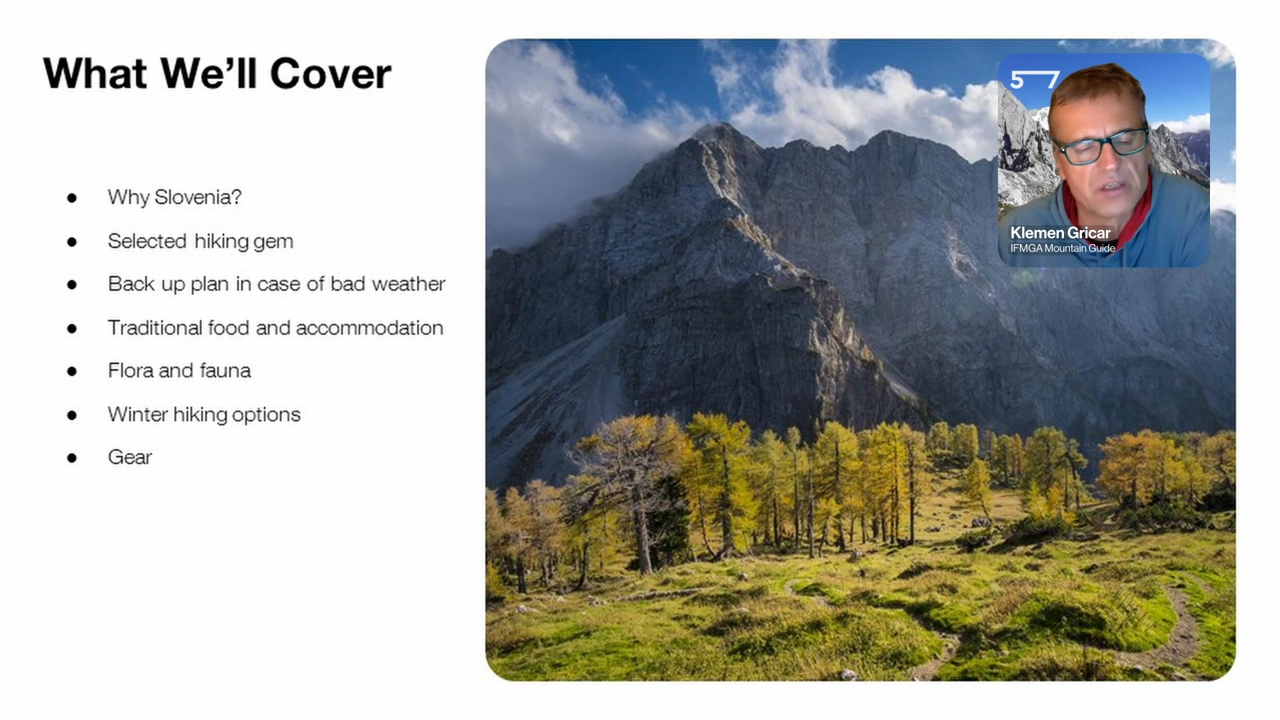 What We’ll Cover
Why Slovenia?
Selected hiking gem
Back up plan in case of bad weather
Traditional food and accommodation
Flora and fauna
Winter hiking options
Gear
57
Klemen Gricar
IFMGA Mountain Guide